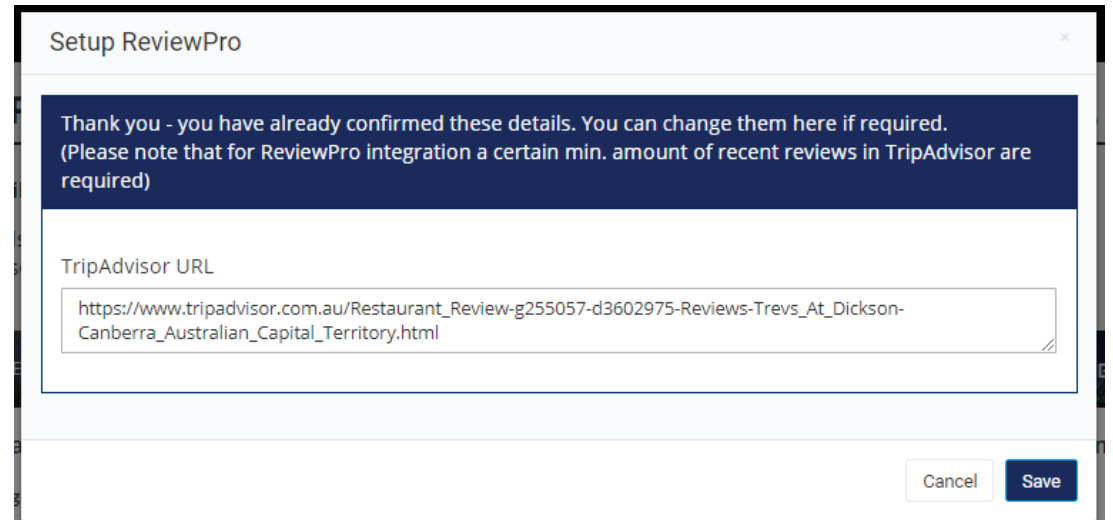 Setup ReviewPro
×
Thank you - you have already confirmed these details. You can change them here if required.
(Please note that for ReviewPro integration a certain min. amount of recent reviews in TripAdvisor are
required)
TripAdvisor URL
https://www.tripadvisor.com.au/Restaurant_Review-g255057-d3602975-Reviews-Trevs_At_Dickson-
Canberra_Australian_Capital_Territory.html
Cancel Save